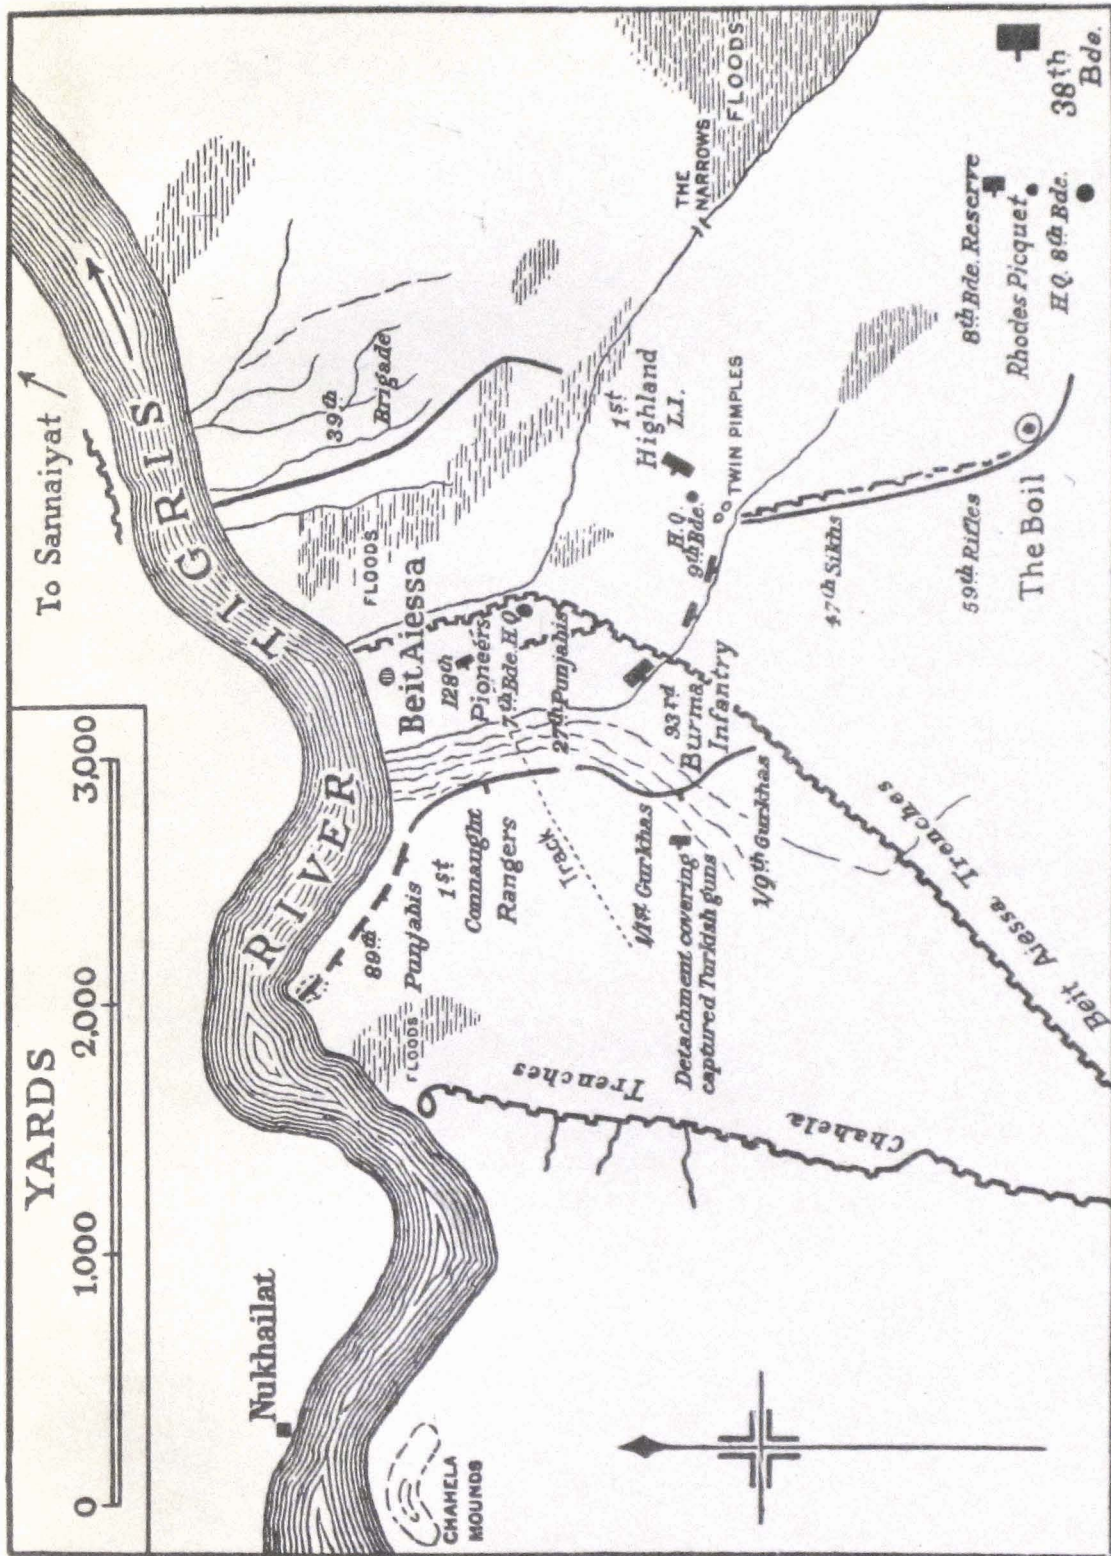 YARDS
0 1,000 2,000 3,000
To Sannaiyat
RIVER TIGRIS
Nukhailat
CHAHELA
MOUNDS
FLOODS
Beit Aiessa
128th
Pioneers
7th Bde. H.Q.
27th Punjabis
89th
Punjabis
1st
Connaught
Rangers
Track
FLOODS
39th
Brigade
FLOODS
THE
NARROWS
1st
Highland
L.I.
H.Q.
9th Bde.
TWIN PIMPLES
93rd
Burma
Infantry
1/1st Gurkhas
Detachment covering
captured Turkish guns
1/9th Gurkhas
Chahela Trenches
Beit Aiessa Trenches
47th Sikhs
59th Rifles
The Boil
8th Bde. Reserve
Rhodes Picquet
H.Q. 8th Bde.
38th
Bde.